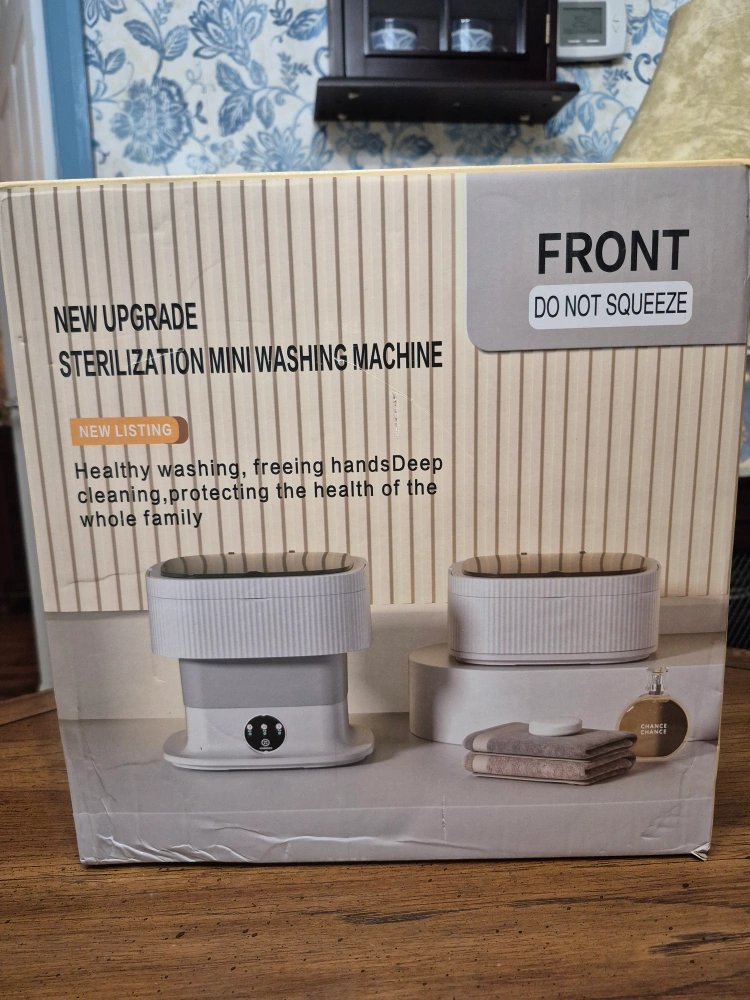 FRONT
DO NOT SQUEEZE
NEW UPGRADE
STERILIZATION MINI WASHING MACHINE
NEW LISTING
Healthy washing, freeing handsDeep
cleaning,protecting the health of the
whole family
CHANCE
CHANCE